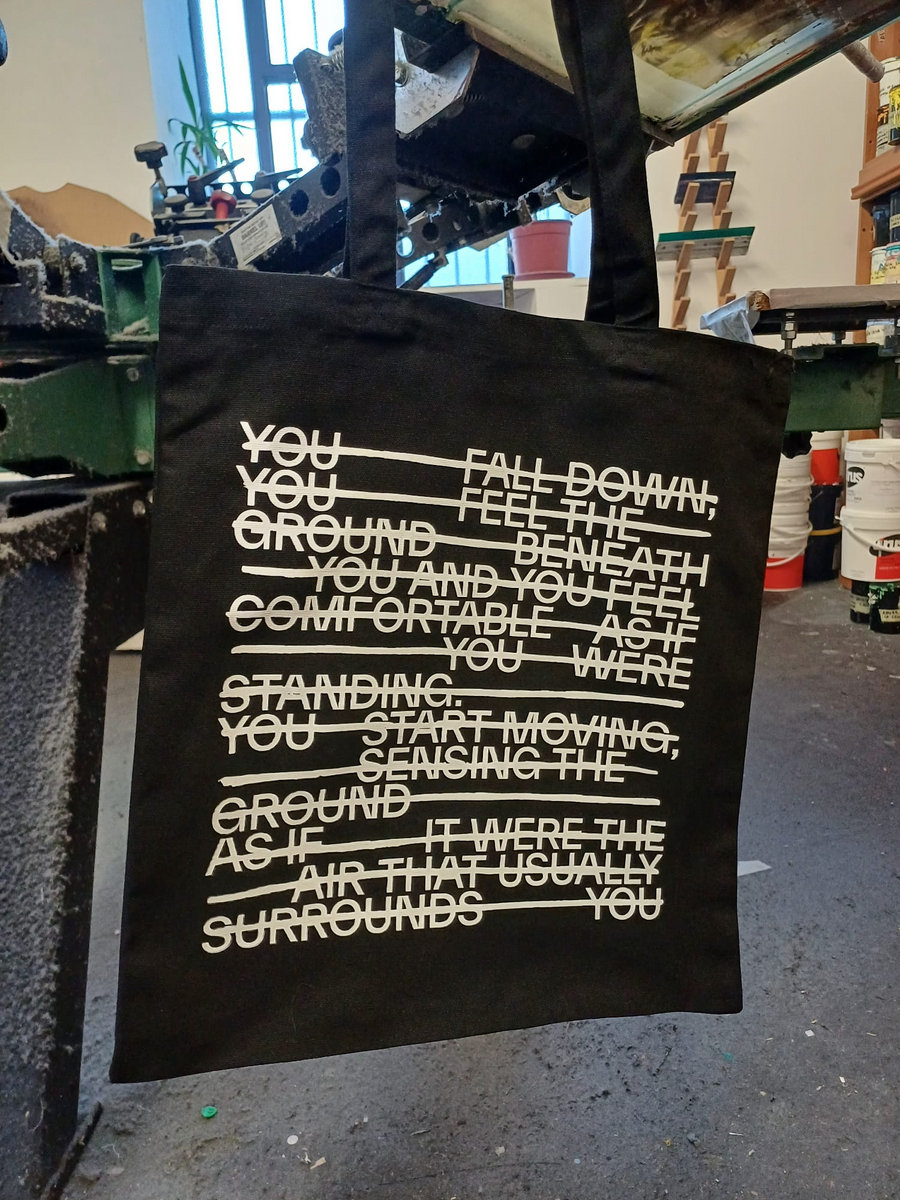 YOU FALL DOWN,
YOU FEEL THE
GROUND BENEATH
YOU AND YOU FEEL
COMFORTABLE AS IF
YOU WERE
STANDING.
YOU START MOVING,
SENSING THE
GROUND
AS IF IT WERE THE
AIR THAT USUALLY
SURROUNDS YOU